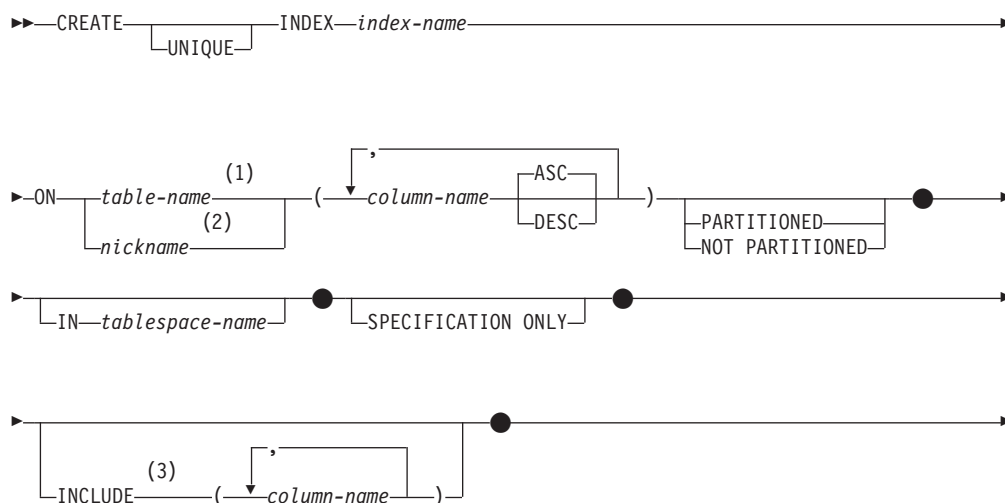 CREATE INDEX index-name
UNIQUE
,
(1) ASC
ON table-name ( column-name )
(2) DESC PARTITIONED
nickname NOT PARTITIONED
IN tablespace-name SPECIFICATION ONLY
,
(3)
INCLUDE ( column-name )